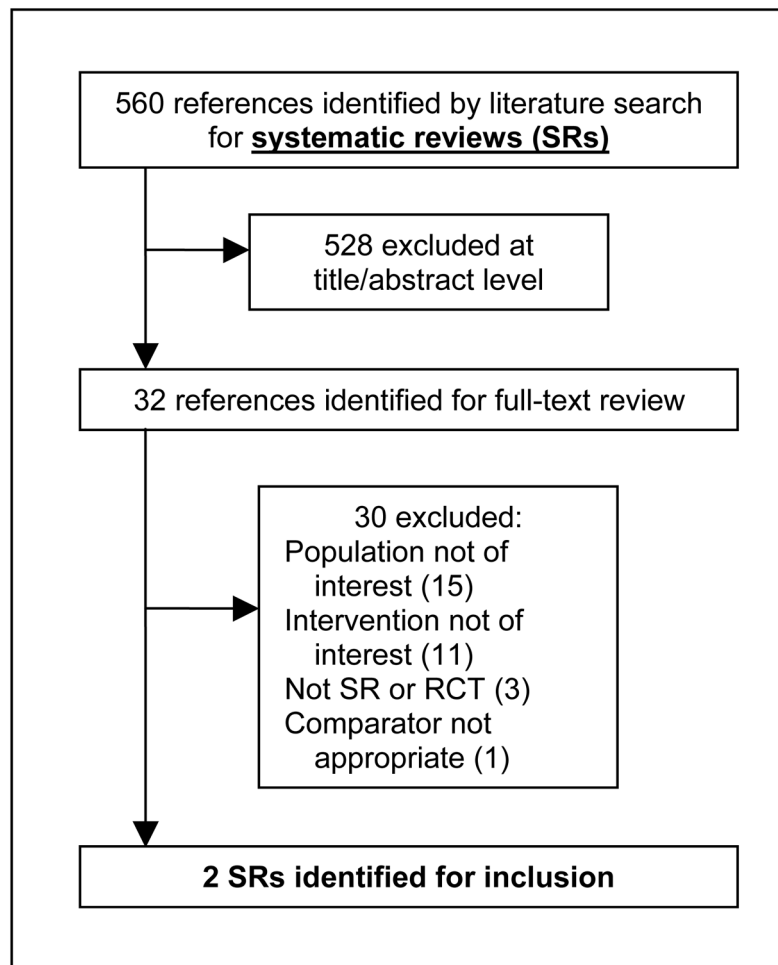 560 references identified by literature search
for systematic reviews (SRs)
528 excluded at
title/abstract level
32 references identified for full-text review
30 excluded:
Population not of
interest (15)
Intervention not of
interest (11)
Not SR or RCT (3)
Comparator not
appropriate (1)
2 SRs identified for inclusion